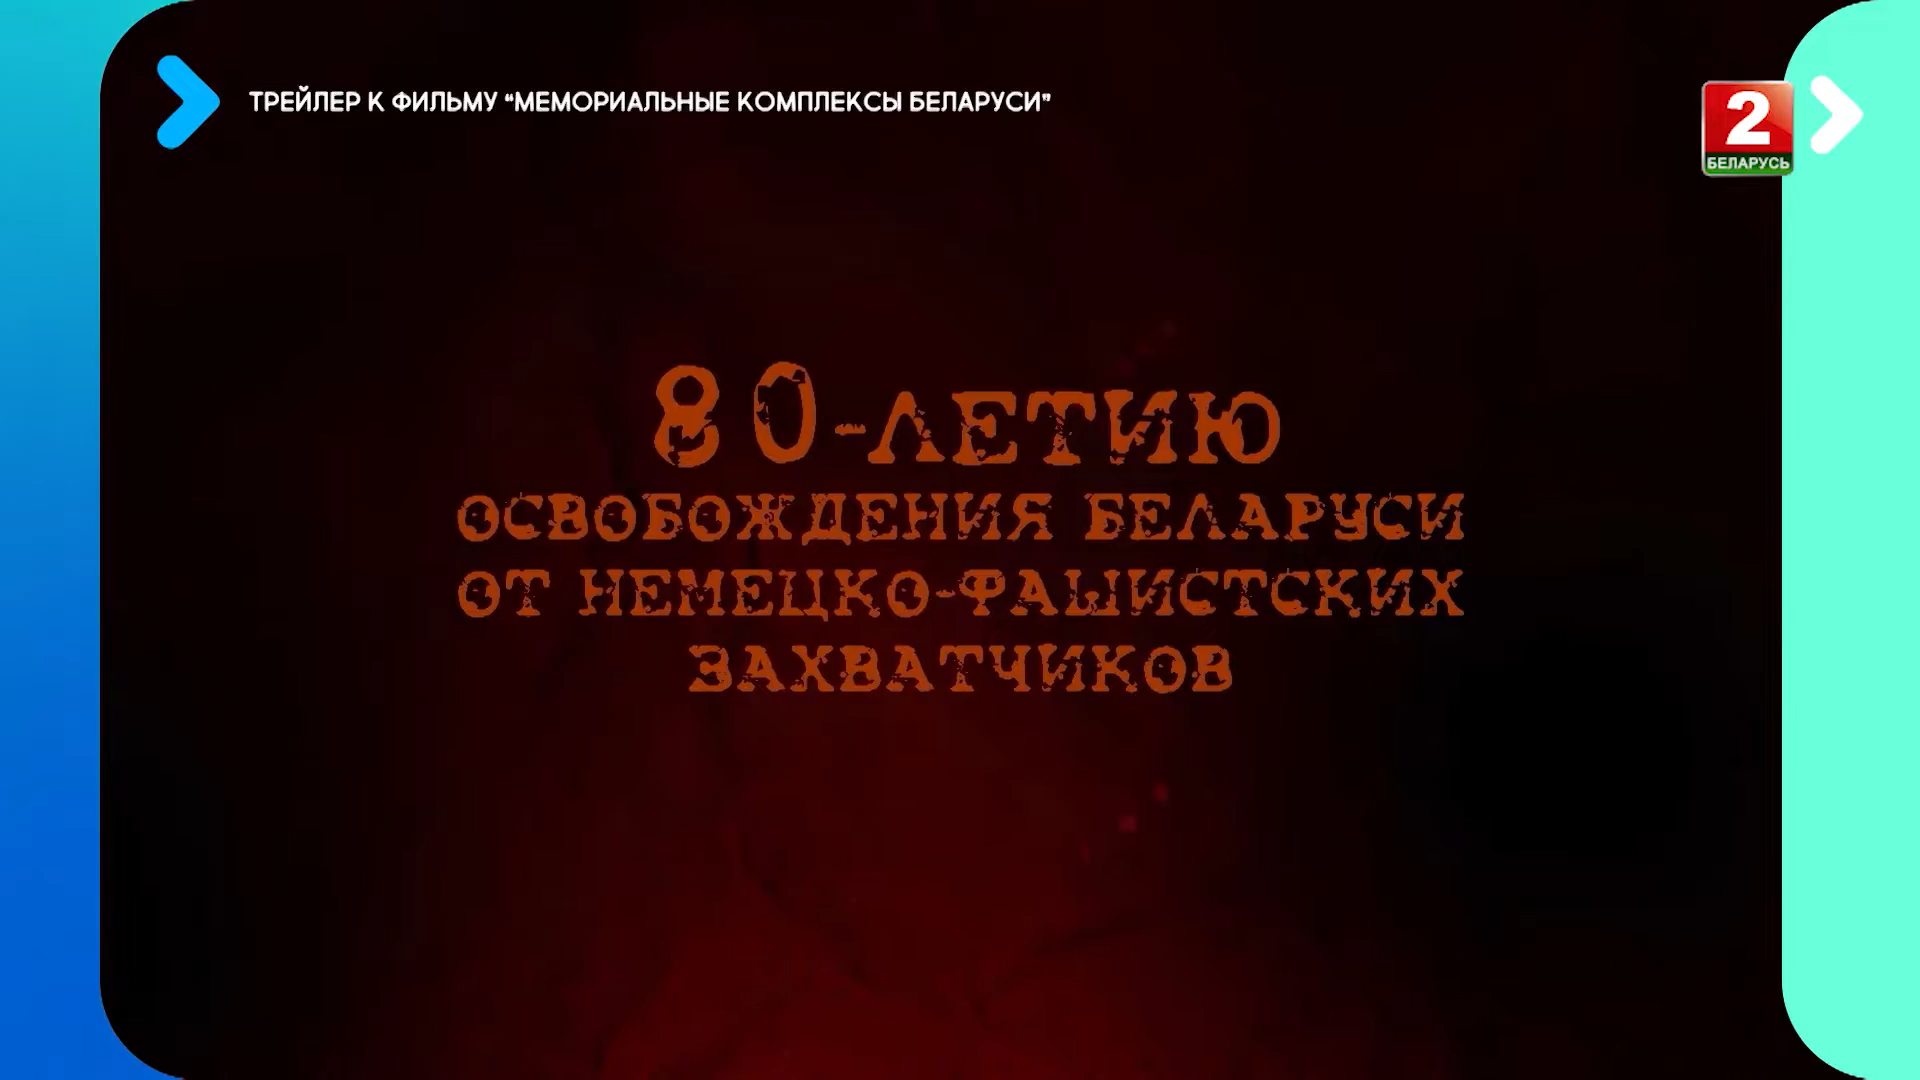 ТРЕЙЛЕР К ФИЛЬМУ “МЕМОРИАЛЬНЫЕ КОМПЛЕКСЫ БЕЛАРУСИ”
2
БЕЛАРУСЬ
80-ЛЕТИЮ
ОСВОБОЖДЕНИЯ БЕЛАРУСИ
ОТ НЕМЕЦКО-ФАШИСТСКИХ
ЗАХВАТЧИКОВ